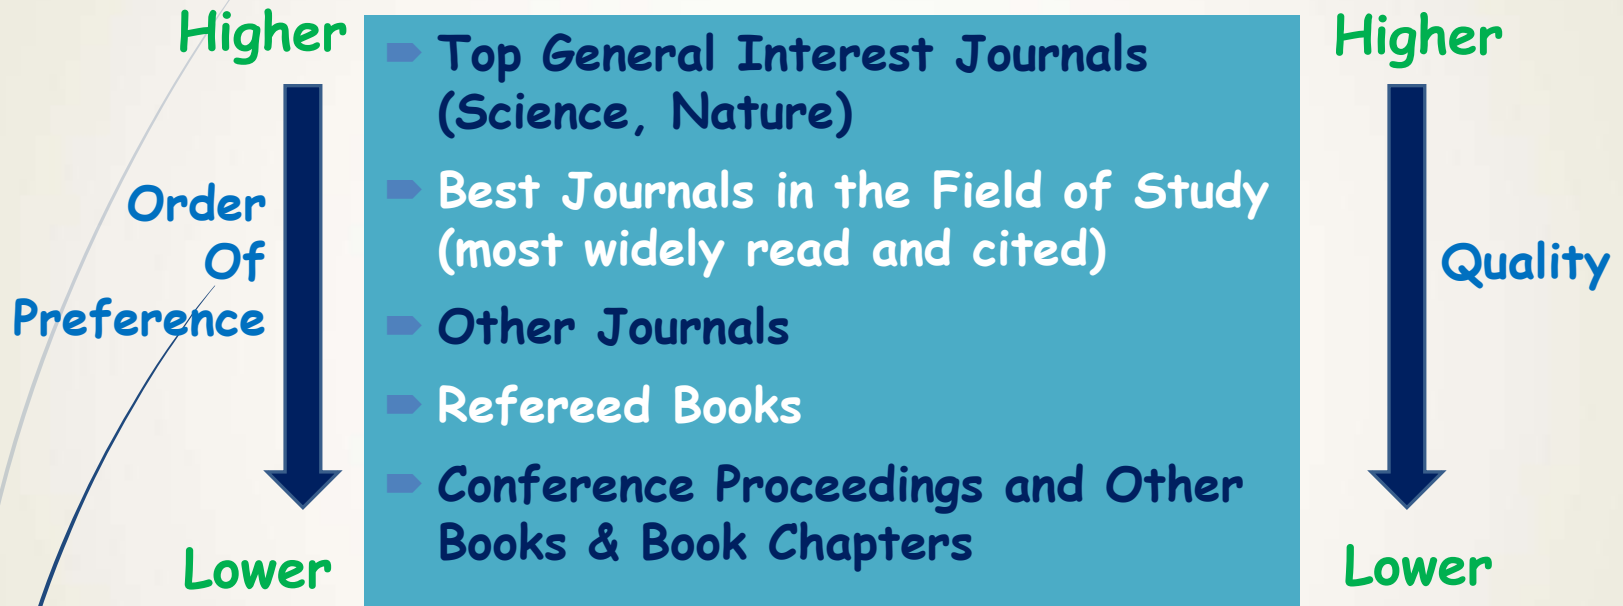 Higher
Order
Of
Preference
Lower
Top General Interest Journals
(Science, Nature)
Best Journals in the Field of Study
(most widely read and cited)
Other Journals
Refereed Books
Conference Proceedings and Other
Books & Book Chapters
Higher
Quality
Lower